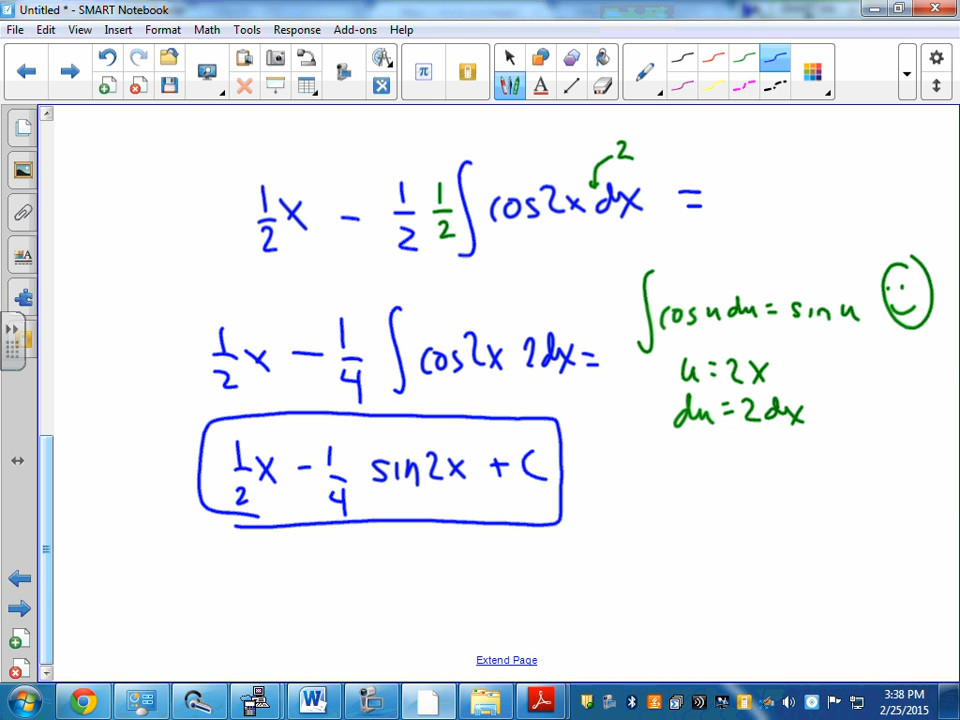 Untitled * - SMART Notebook
File Edit View Insert Format Math Tools Response Add-ons Help
2
1/2 x - 1/2 1/2 ∫ cos2x dx =
∫ cos u du = sin u
1/2 x - 1/4 ∫ cos2x 2dx =
u = 2x
du = 2dx
1/2 x - 1/4 sin2x + C
Extend Page
3:38 PM
2/25/2015